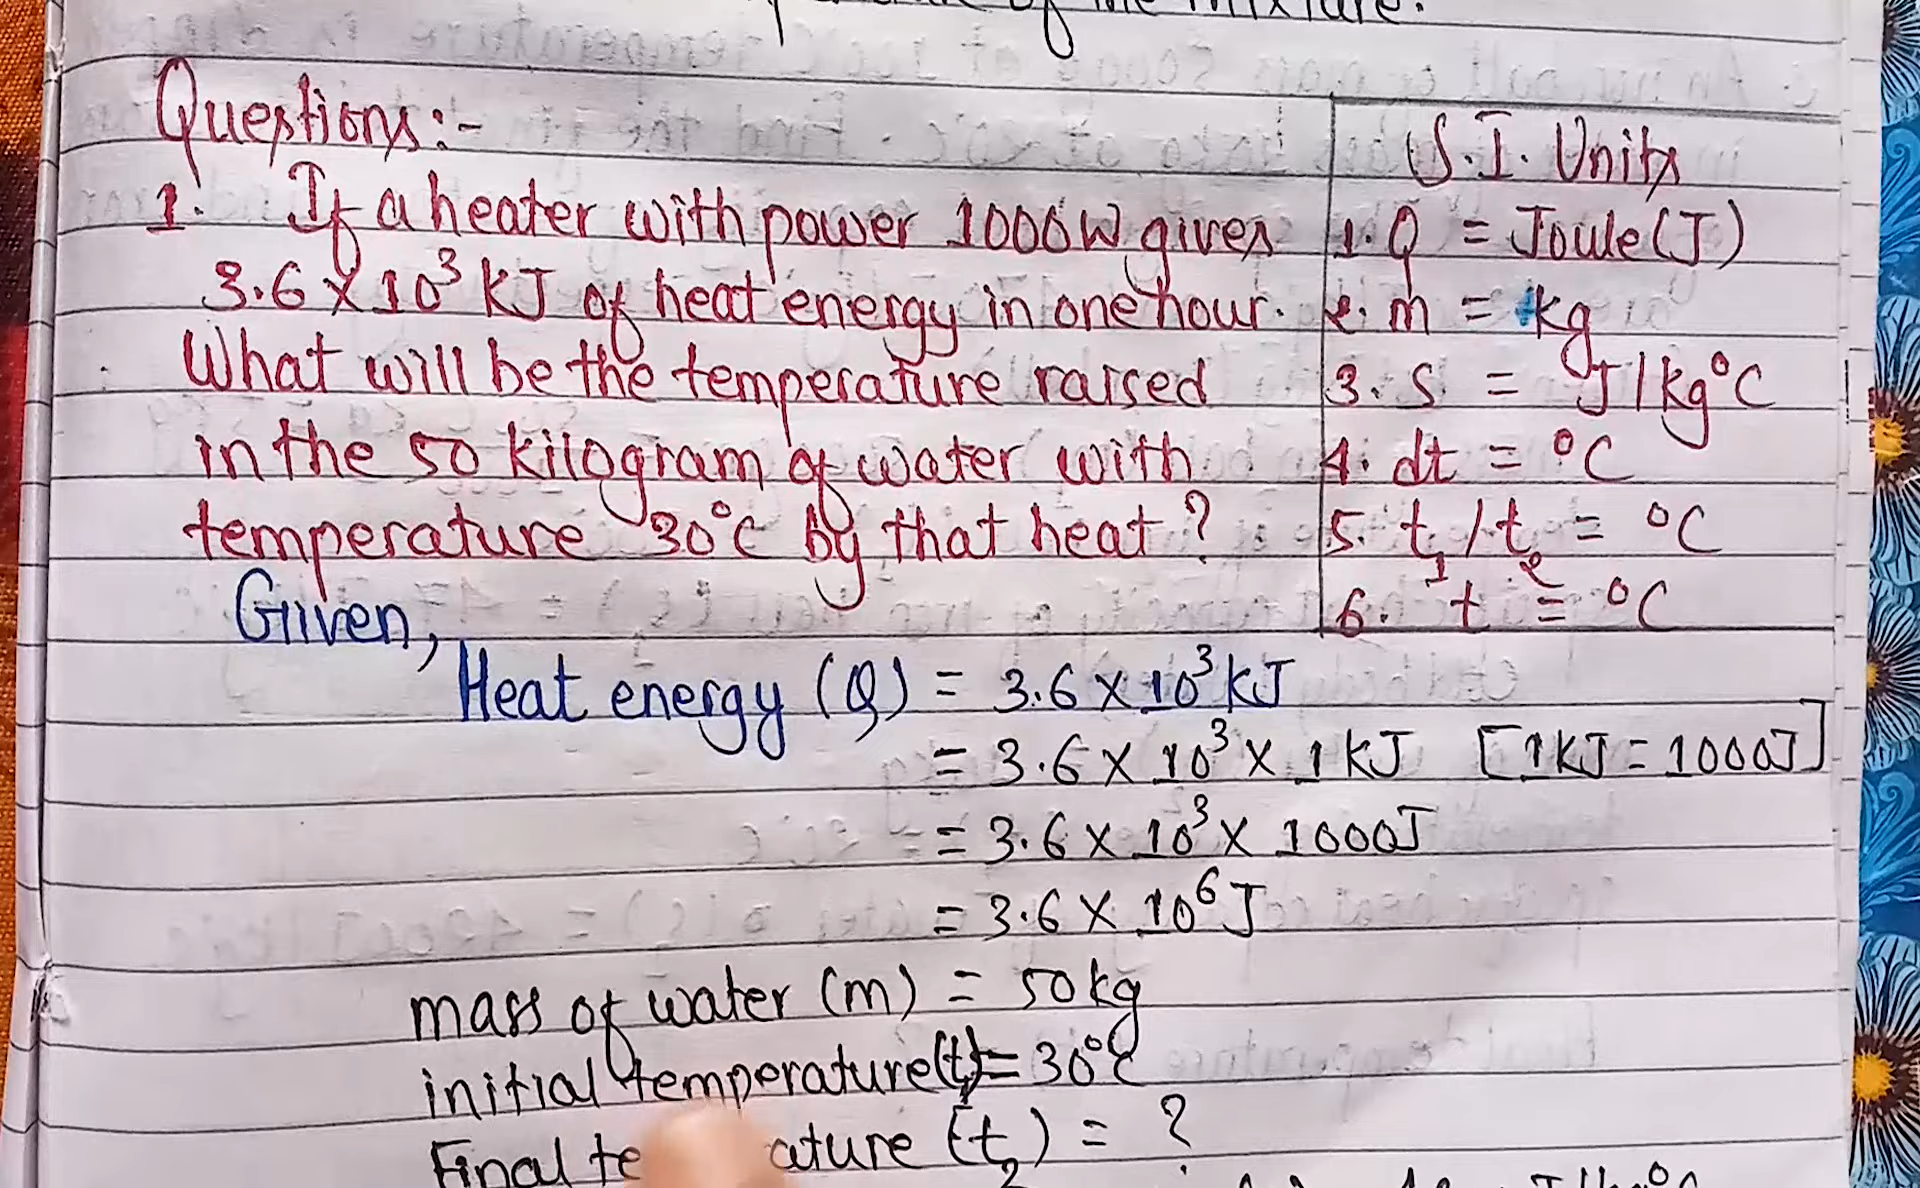 of the mixture.
Questions:-
1. If a heater with power 1000W gives
3.6 X 10³ KJ of heat energy in one hour.
What will be the temperature raised
in the 50 kilogram of water with
temperature 30°C by that heat?
S.I. Units
1. Q = Joule(J)
2. m = kg
3. s = J/kg°C
4. dt = °C
5. t₁/t₂ = °C
6. t = °C
Given,
Heat energy (Q) = 3.6 X 10³ KJ
= 3.6 X 10³ X 1 KJ [1KJ = 1000J]
= 3.6 X 10³ X 1000J
= 3.6 X 10⁶ J
mass of water (m) = 50kg
initial temperature(t₁)= 30°C
Final te ature (t₂) = ?